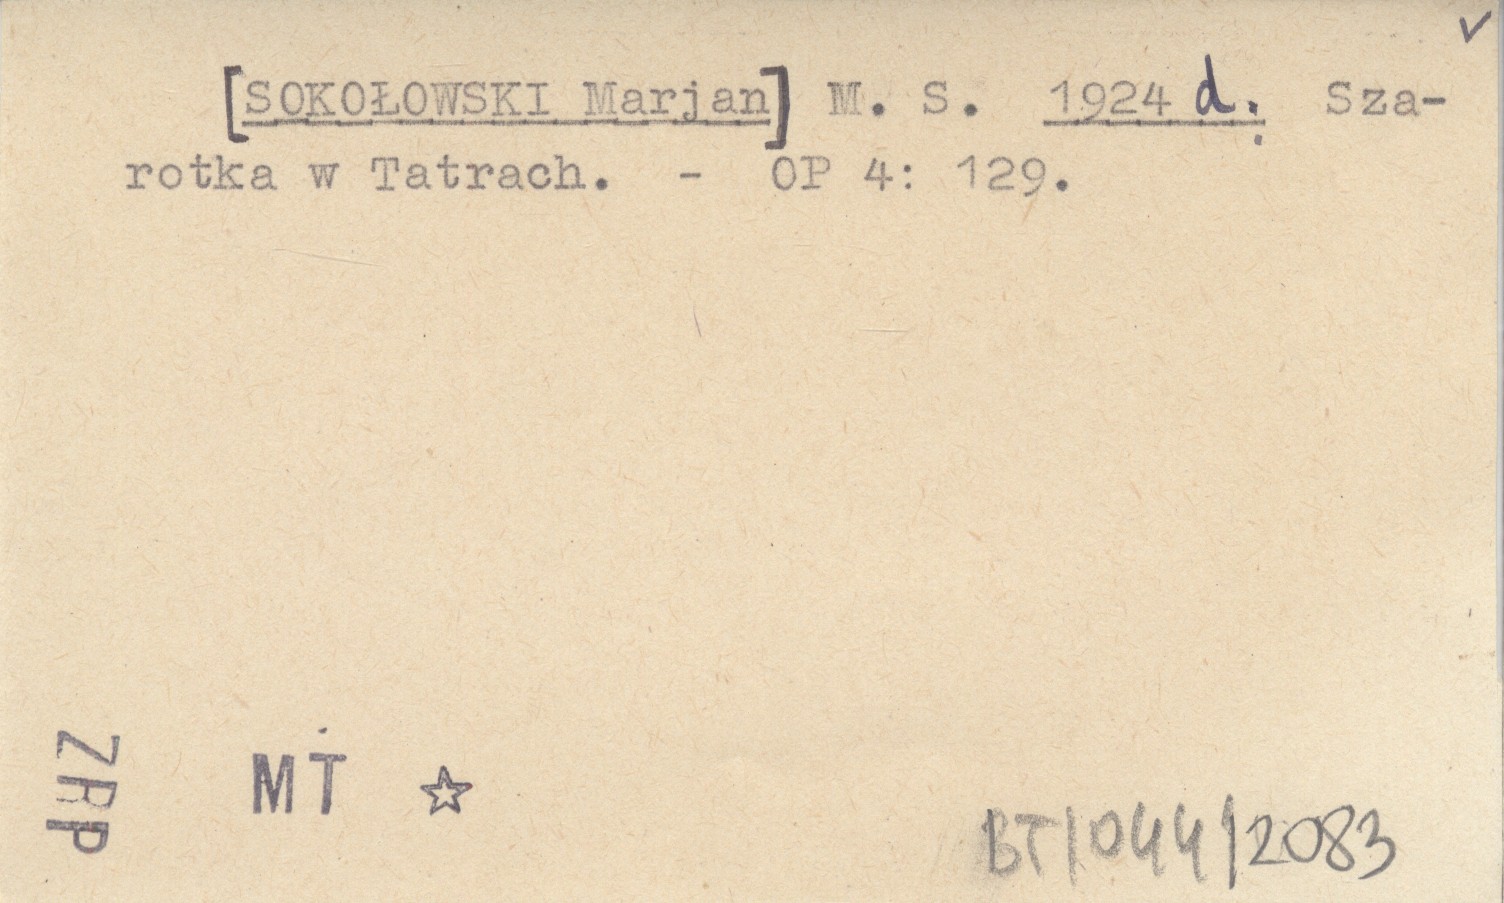 [SOKOŁOWSKI Marjan] M. S. 1924 d. Sza-
rotka w Tatrach. - OP 4: 129.
ZRP
MT ☆
BT/044/2083